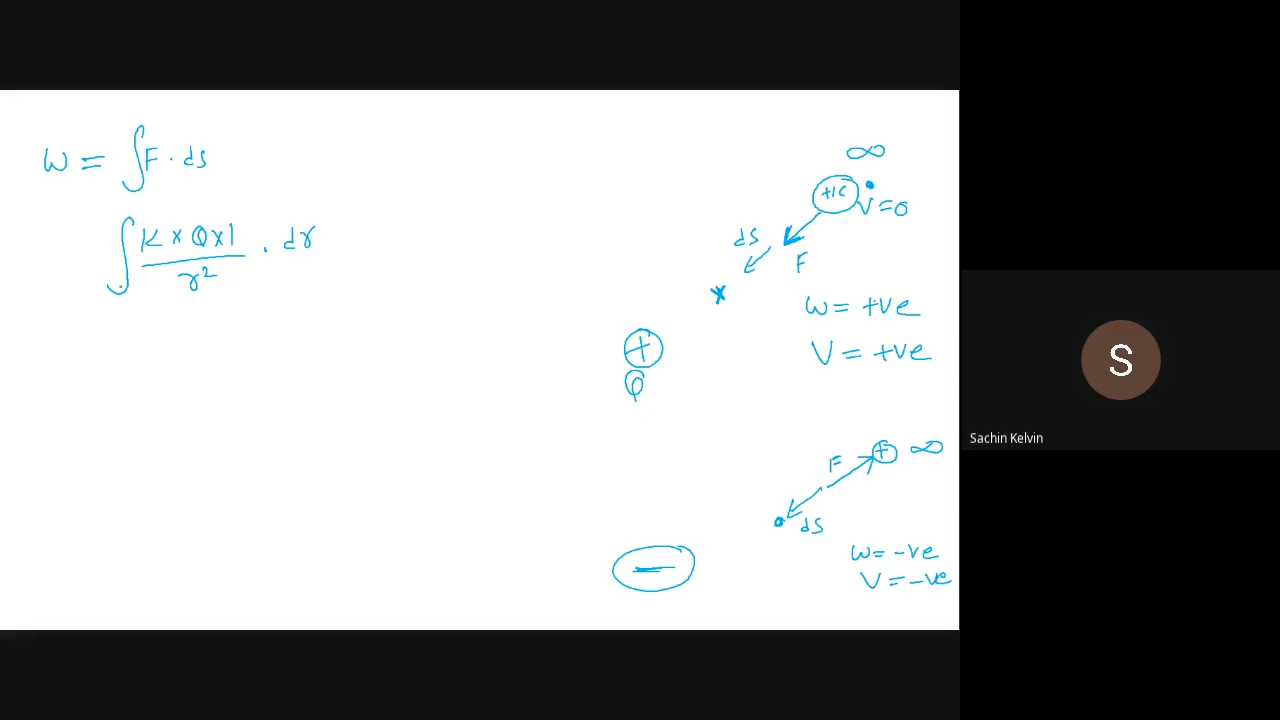 W = ∫F · ds
∫ K × Q×1 / r² · dr
∞
+1C
V = 0
ds
F
W = +ve
V = +ve
+
Q
F
+
∞
ds
W = -ve
V = -ve
−
S
Sachin Kelvin